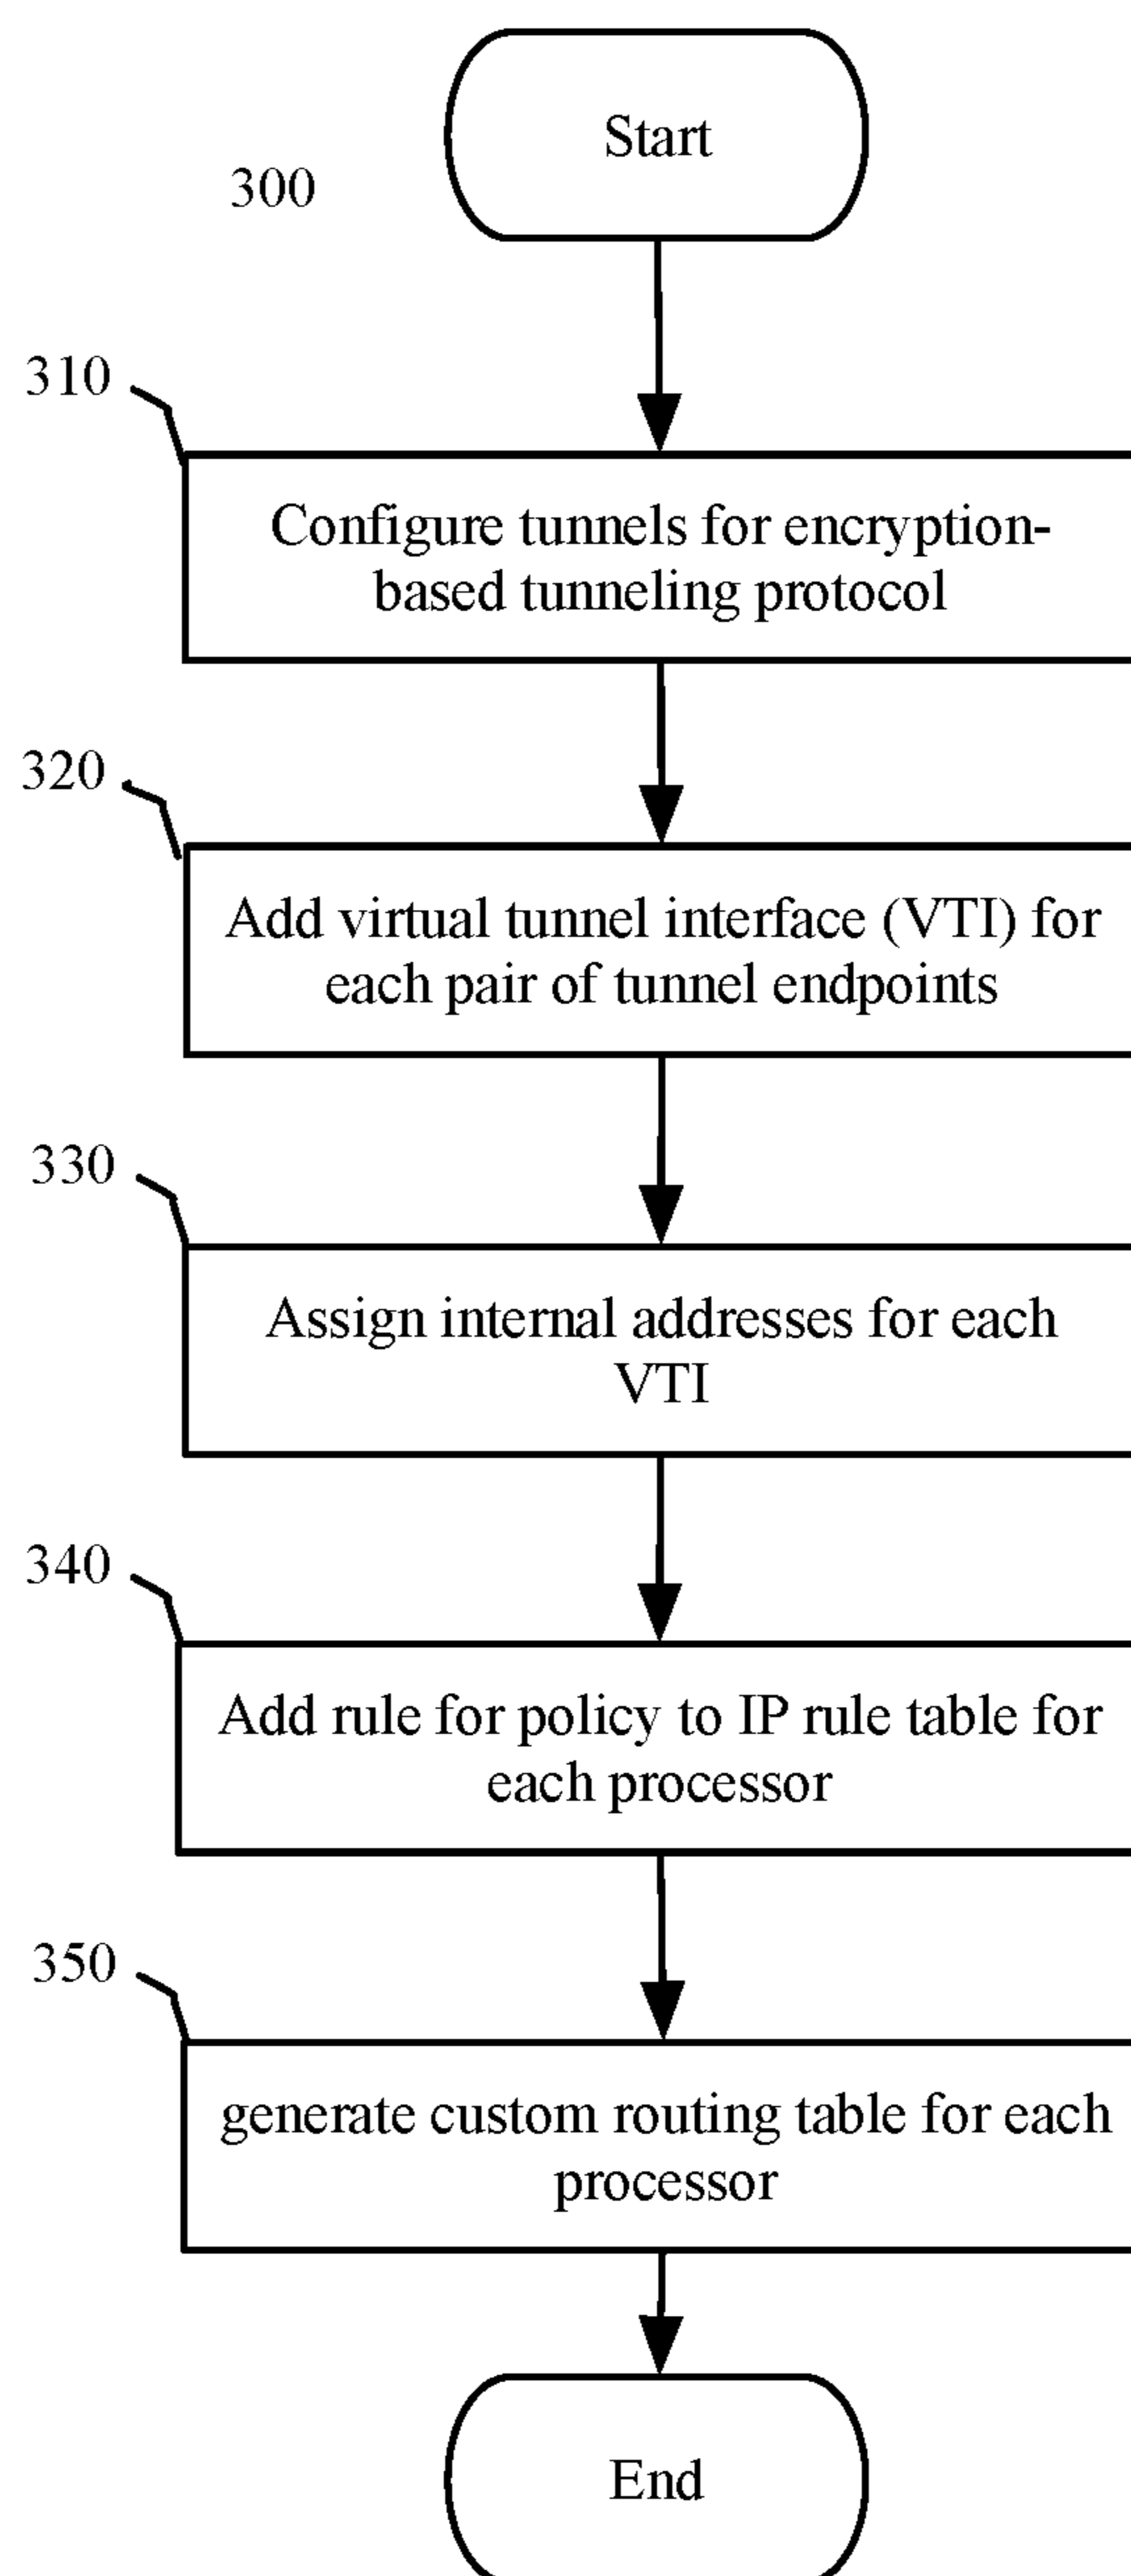 Start
300
310
Configure tunnels for encryption-
based tunneling protocol
320
Add virtual tunnel interface (VTI) for
each pair of tunnel endpoints
330
Assign internal addresses for each
VTI
340
Add rule for policy to IP rule table for
each processor
350
generate custom routing table for each
processor
End